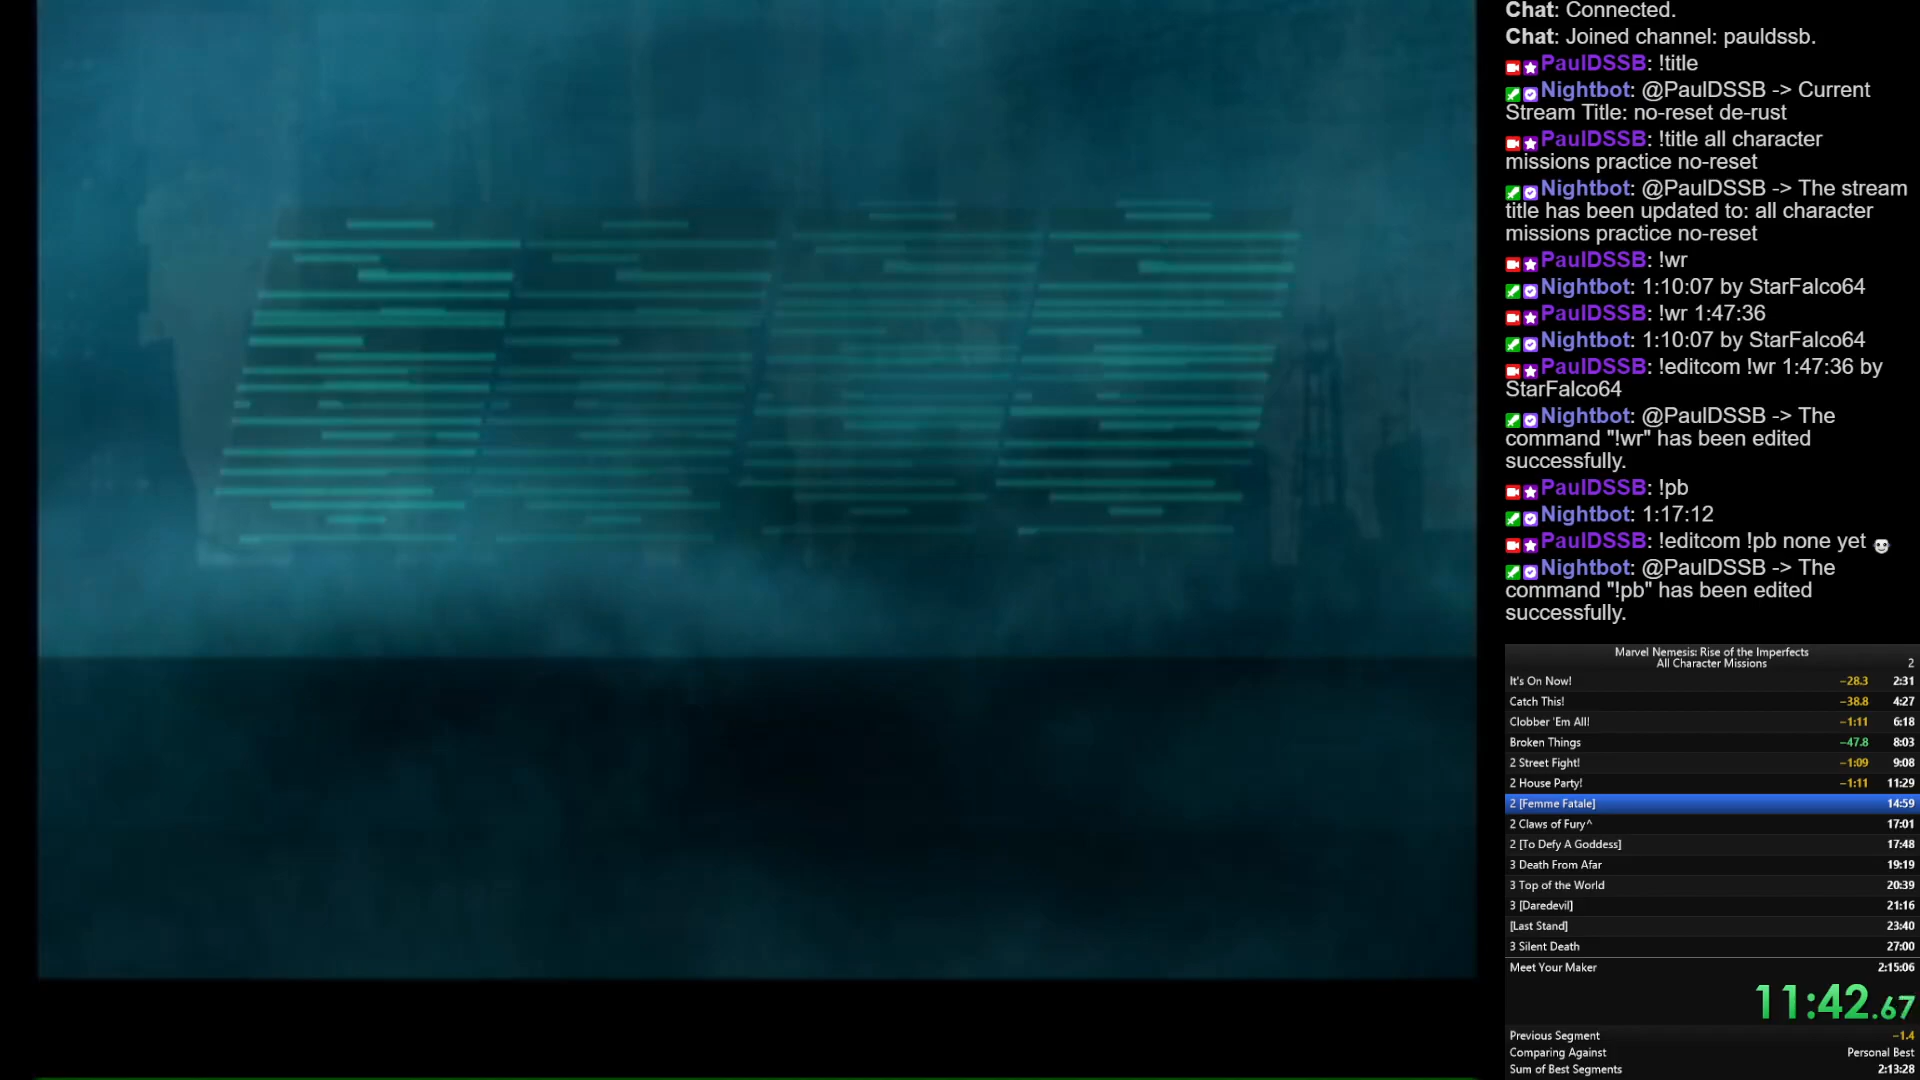 Chat: Connected.
Chat: Joined channel: pauldssb.
PaulDSSB: !title
Nightbot: @PaulDSSB -> Current
Stream Title: no-reset de-rust
PaulDSSB: !title all character
missions practice no-reset
Nightbot: @PaulDSSB -> The stream
title has been updated to: all character
missions practice no-reset
PaulDSSB: !wr
Nightbot: 1:10:07 by StarFalco64
PaulDSSB: !wr 1:47:36
Nightbot: 1:10:07 by StarFalco64
PaulDSSB: !editcom !wr 1:47:36 by
StarFalco64
Nightbot: @PaulDSSB -> The
command "!wr" has been edited
successfully.
PaulDSSB: !pb
Nightbot: 1:17:12
PaulDSSB: !editcom !pb none yet
Nightbot: @PaulDSSB -> The
command "!pb" has been edited
successfully.
Marvel Nemesis: Rise of the Imperfects
All Character Missions 2
It's On Now! −28.3 2:31
Catch This! −38.8 4:27
Clobber 'Em All! −1:11 6:18
Broken Things −47.8 8:03
2 Street Fight! −1:09 9:08
2 House Party! −1:11 11:29
2 [Femme Fatale] 14:59
2 Claws of Fury^ 17:01
2 [To Defy A Goddess] 17:48
3 Death From Afar 19:19
3 Top of the World 20:39
3 [Daredevil] 21:16
[Last Stand] 23:40
3 Silent Death 27:00
Meet Your Maker 2:15:06
11:42.67
Previous Segment −1.4
Comparing Against Personal Best
Sum of Best Segments 2:13:28